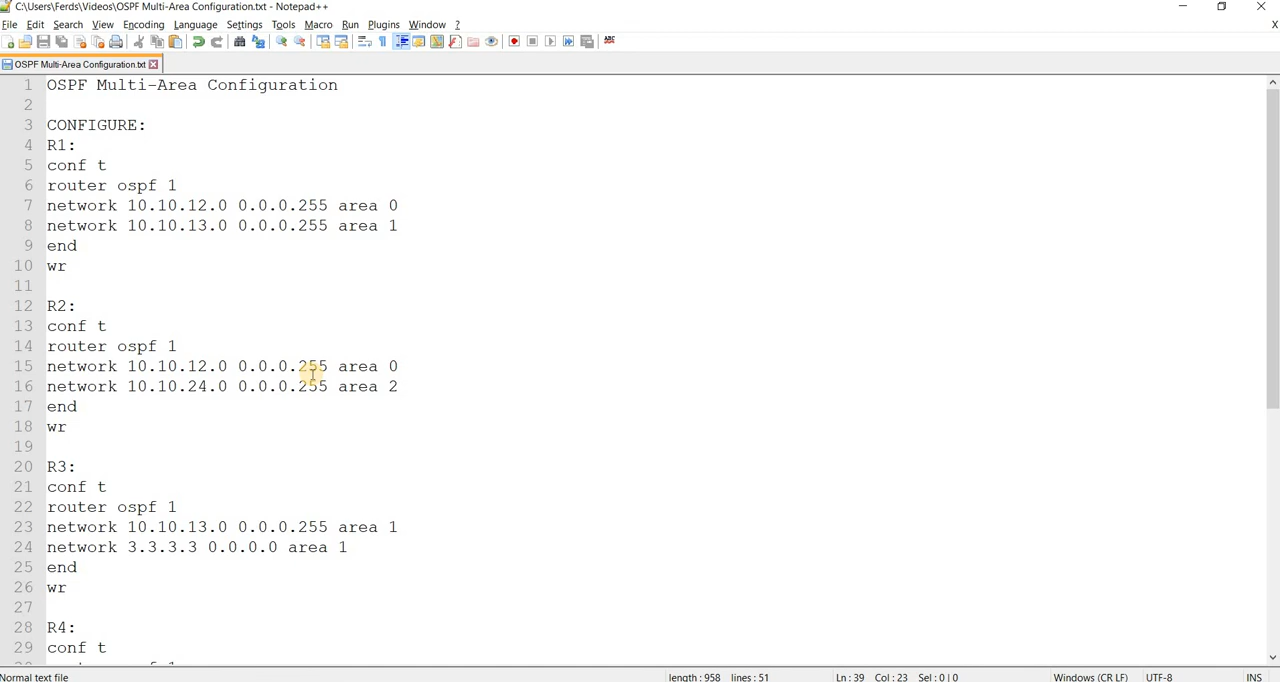 C:\Users\Ferds\Videos\OSPF Multi-Area Configuration.txt - Notepad++
File Edit Search View Encoding Language Settings Tools Macro Run Plugins Window ?
X
OSPF Multi-Area Configuration.txt
1 OSPF Multi-Area Configuration
2
3 CONFIGURE:
4 R1:
5 conf t
6 router ospf 1
7 network 10.10.12.0 0.0.0.255 area 0
8 network 10.10.13.0 0.0.0.255 area 1
9 end
10 wr
11
12 R2:
13 conf t
14 router ospf 1
15 network 10.10.12.0 0.0.0.255 area 0
16 network 10.10.24.0 0.0.0.255 area 2
17 end
18 wr
19
20 R3:
21 conf t
22 router ospf 1
23 network 10.10.13.0 0.0.0.255 area 1
24 network 3.3.3.3 0.0.0.0 area 1
25 end
26 wr
27
28 R4:
29 conf t
Normal text file length : 958 lines : 51 Ln : 39 Col : 23 Sel : 0 | 0 Windows (CR LF) UTF-8 INS